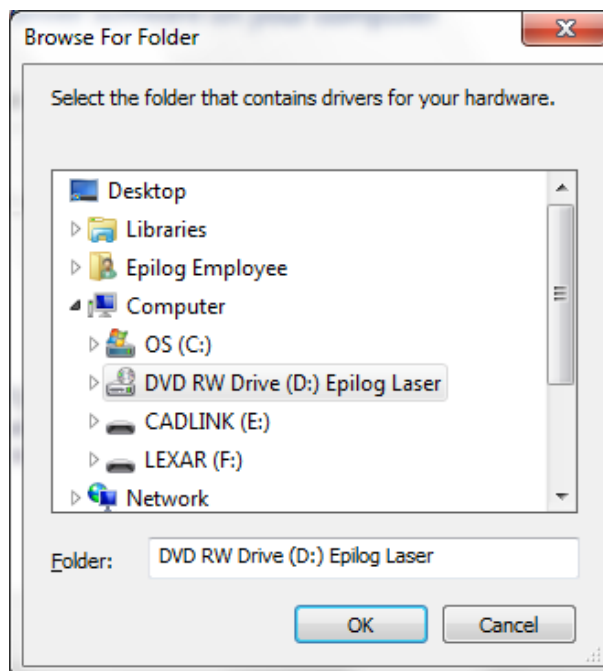 Browse For Folder
Select the folder that contains drivers for your hardware.
Desktop
Libraries
Epilog Employee
Computer
OS (C:)
DVD RW Drive (D:) Epilog Laser
CADLINK (E:)
LEXAR (F:)
Network
Folder: DVD RW Drive (D:) Epilog Laser
OK Cancel